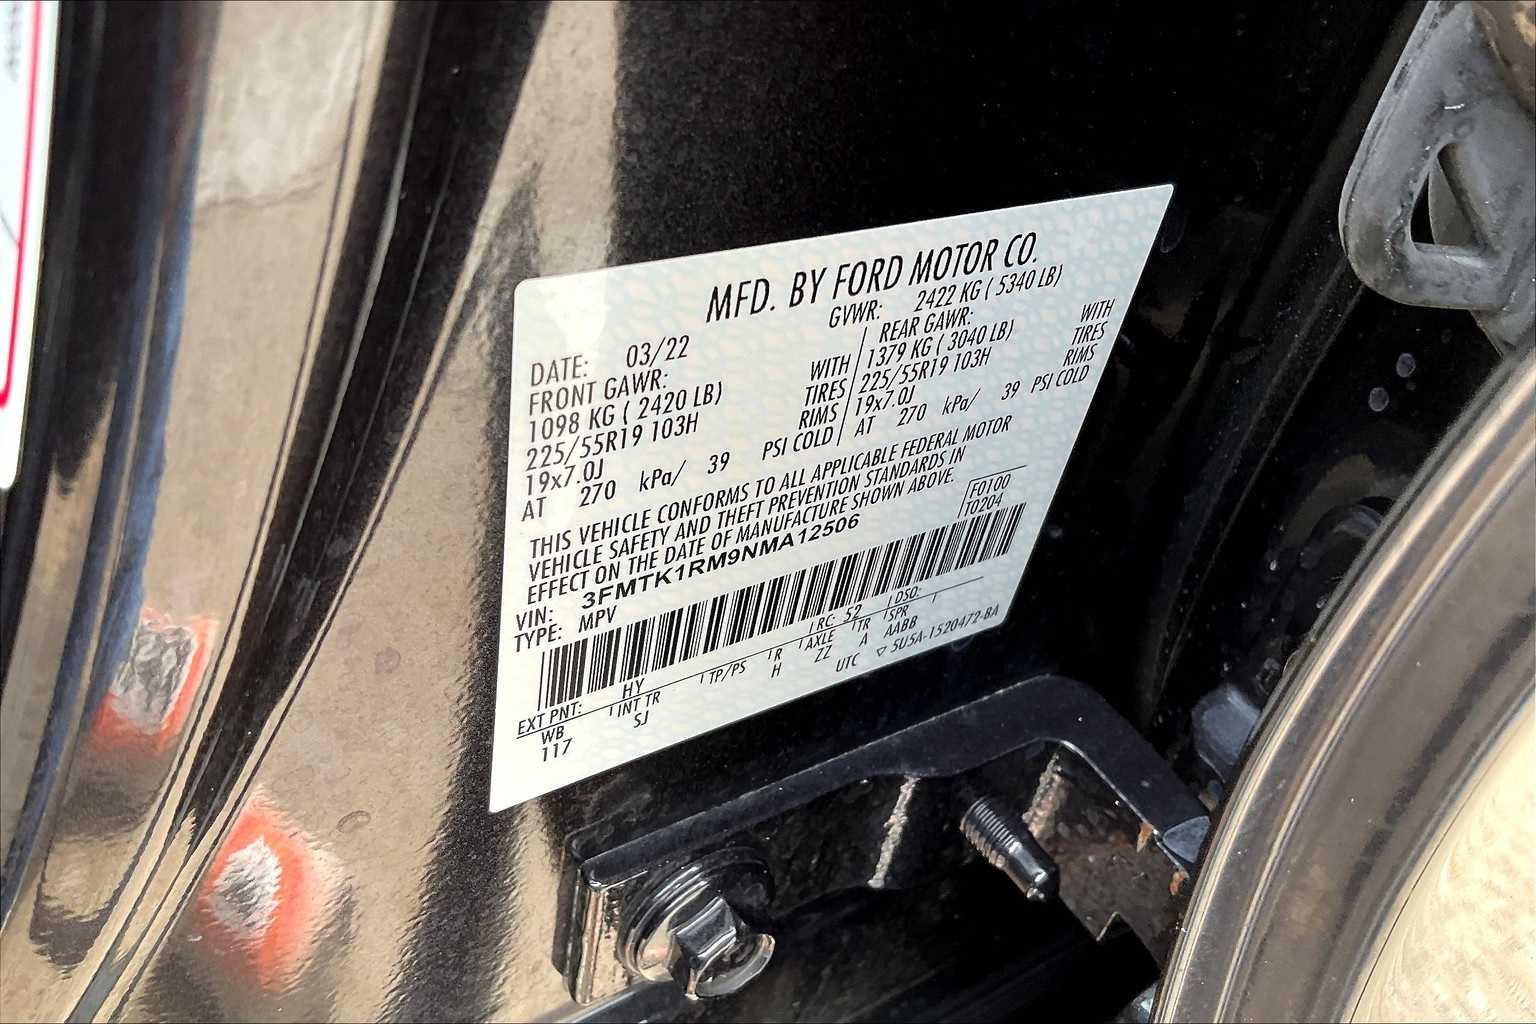 MFD. BY FORD MOTOR CO.
DATE: 03/22 GVWR: 2422 KG ( 5340 LB)
FRONT GAWR: REAR GAWR:
1098 KG ( 2420 LB) WITH 1379 KG ( 3040 LB) WITH
225/55R19 103H TIRES 225/55R19 103H TIRES
19x7.0J RIMS 19x7.0J RIMS
AT 270 kPa/ 39 PSI COLD AT 270 kPa/ 39 PSI COLD
THIS VEHICLE CONFORMS TO ALL APPLICABLE FEDERAL MOTOR
VEHICLE SAFETY AND THEFT PREVENTION STANDARDS IN
EFFECT ON THE DATE OF MANUFACTURE SHOWN ABOVE.
F0100
T0204
VIN: 3FMTK1RM9NMA12506
TYPE: MPV
EXT PNT: HY RC: 52 DSO:
WB INT TR TP/PS R AXLE TR SPR
117 SJ H ZZ A AABB
UTC ▽ 5U5A-1520472-BA